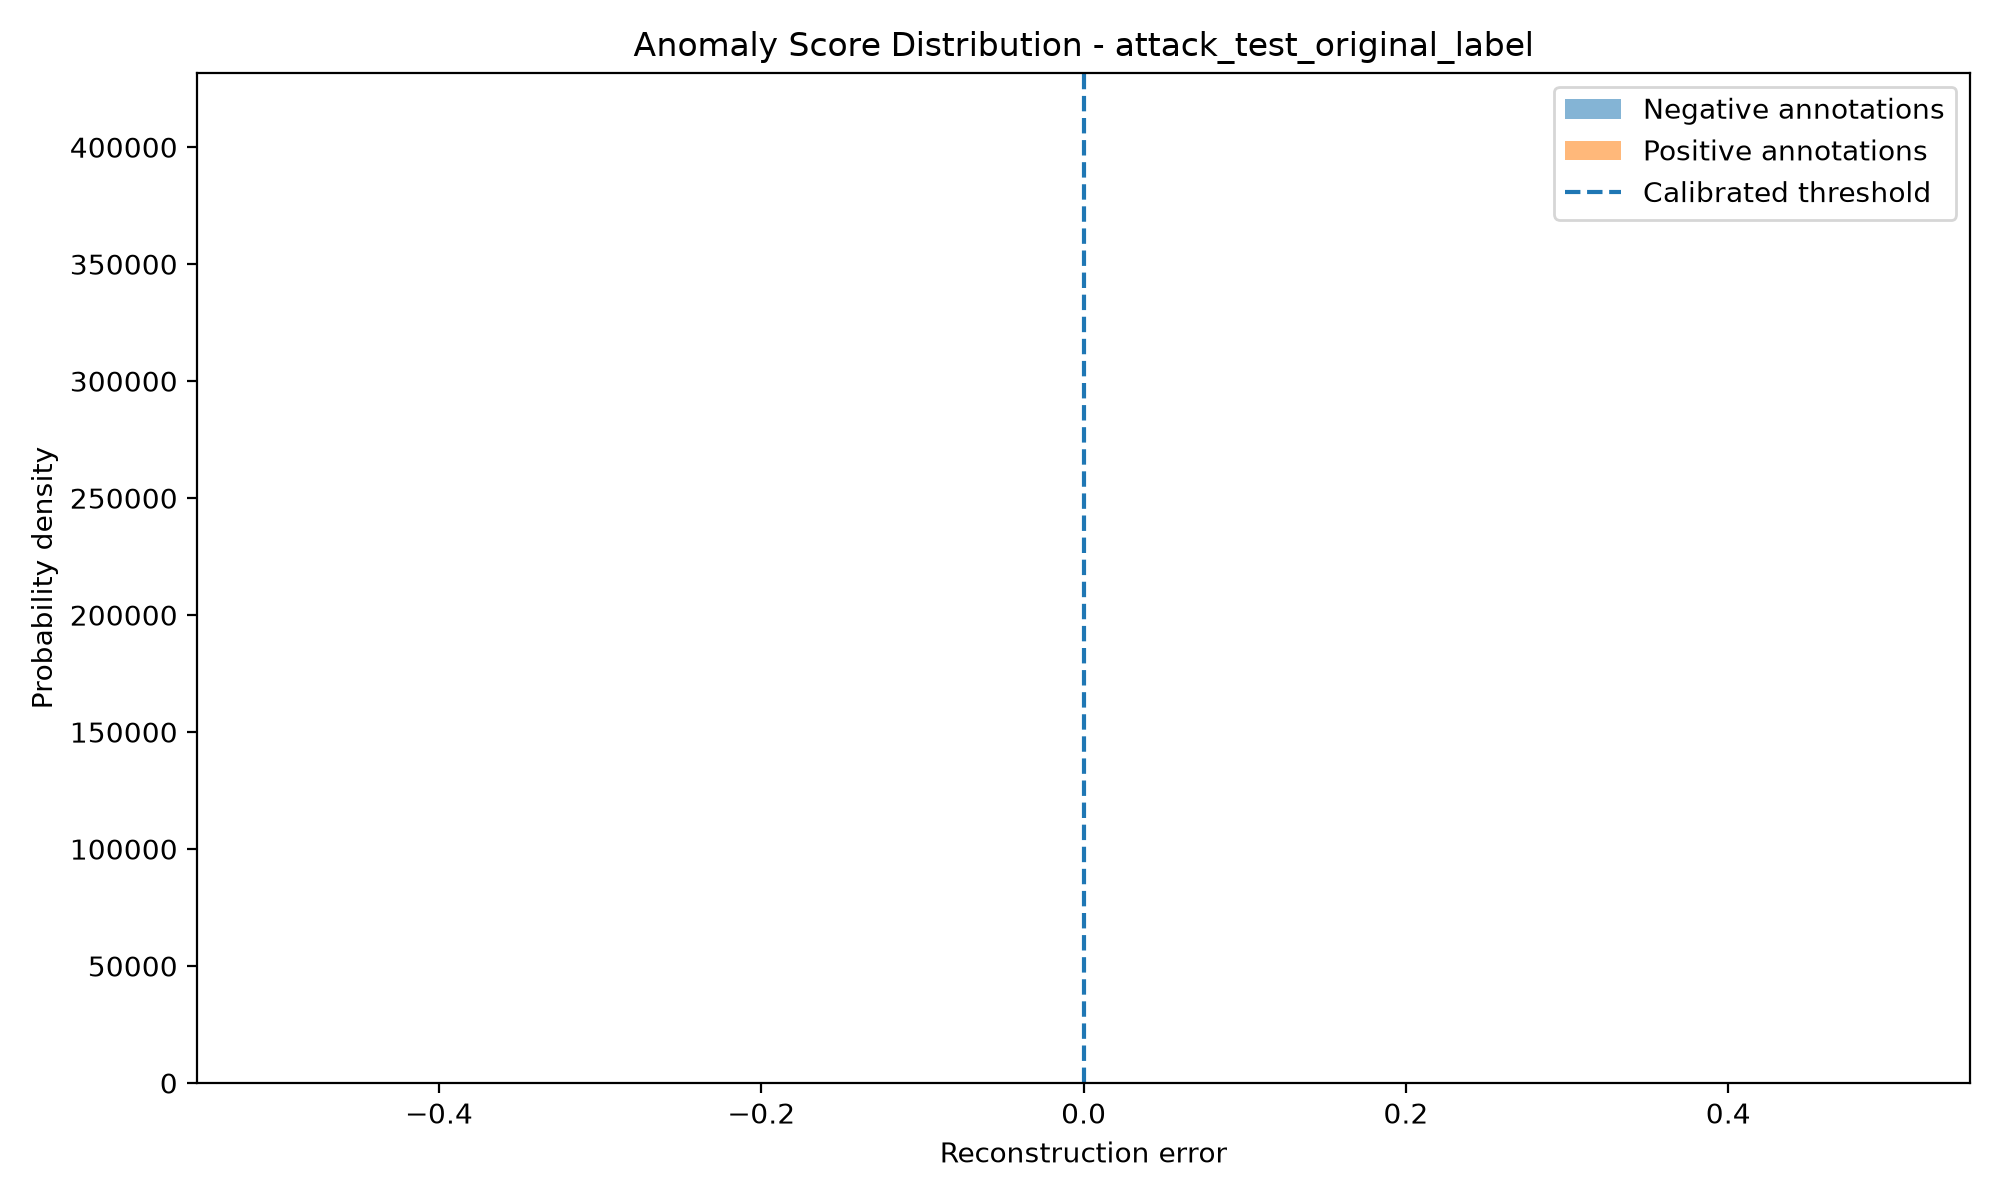 Anomaly Score Distribution - attack_test_original_label
Negative annotations
Positive annotations
Calibrated threshold
Probability density
400000
350000
300000
250000
200000
150000
100000
50000
0
−0.4
−0.2
0.0
0.2
0.4
Reconstruction error